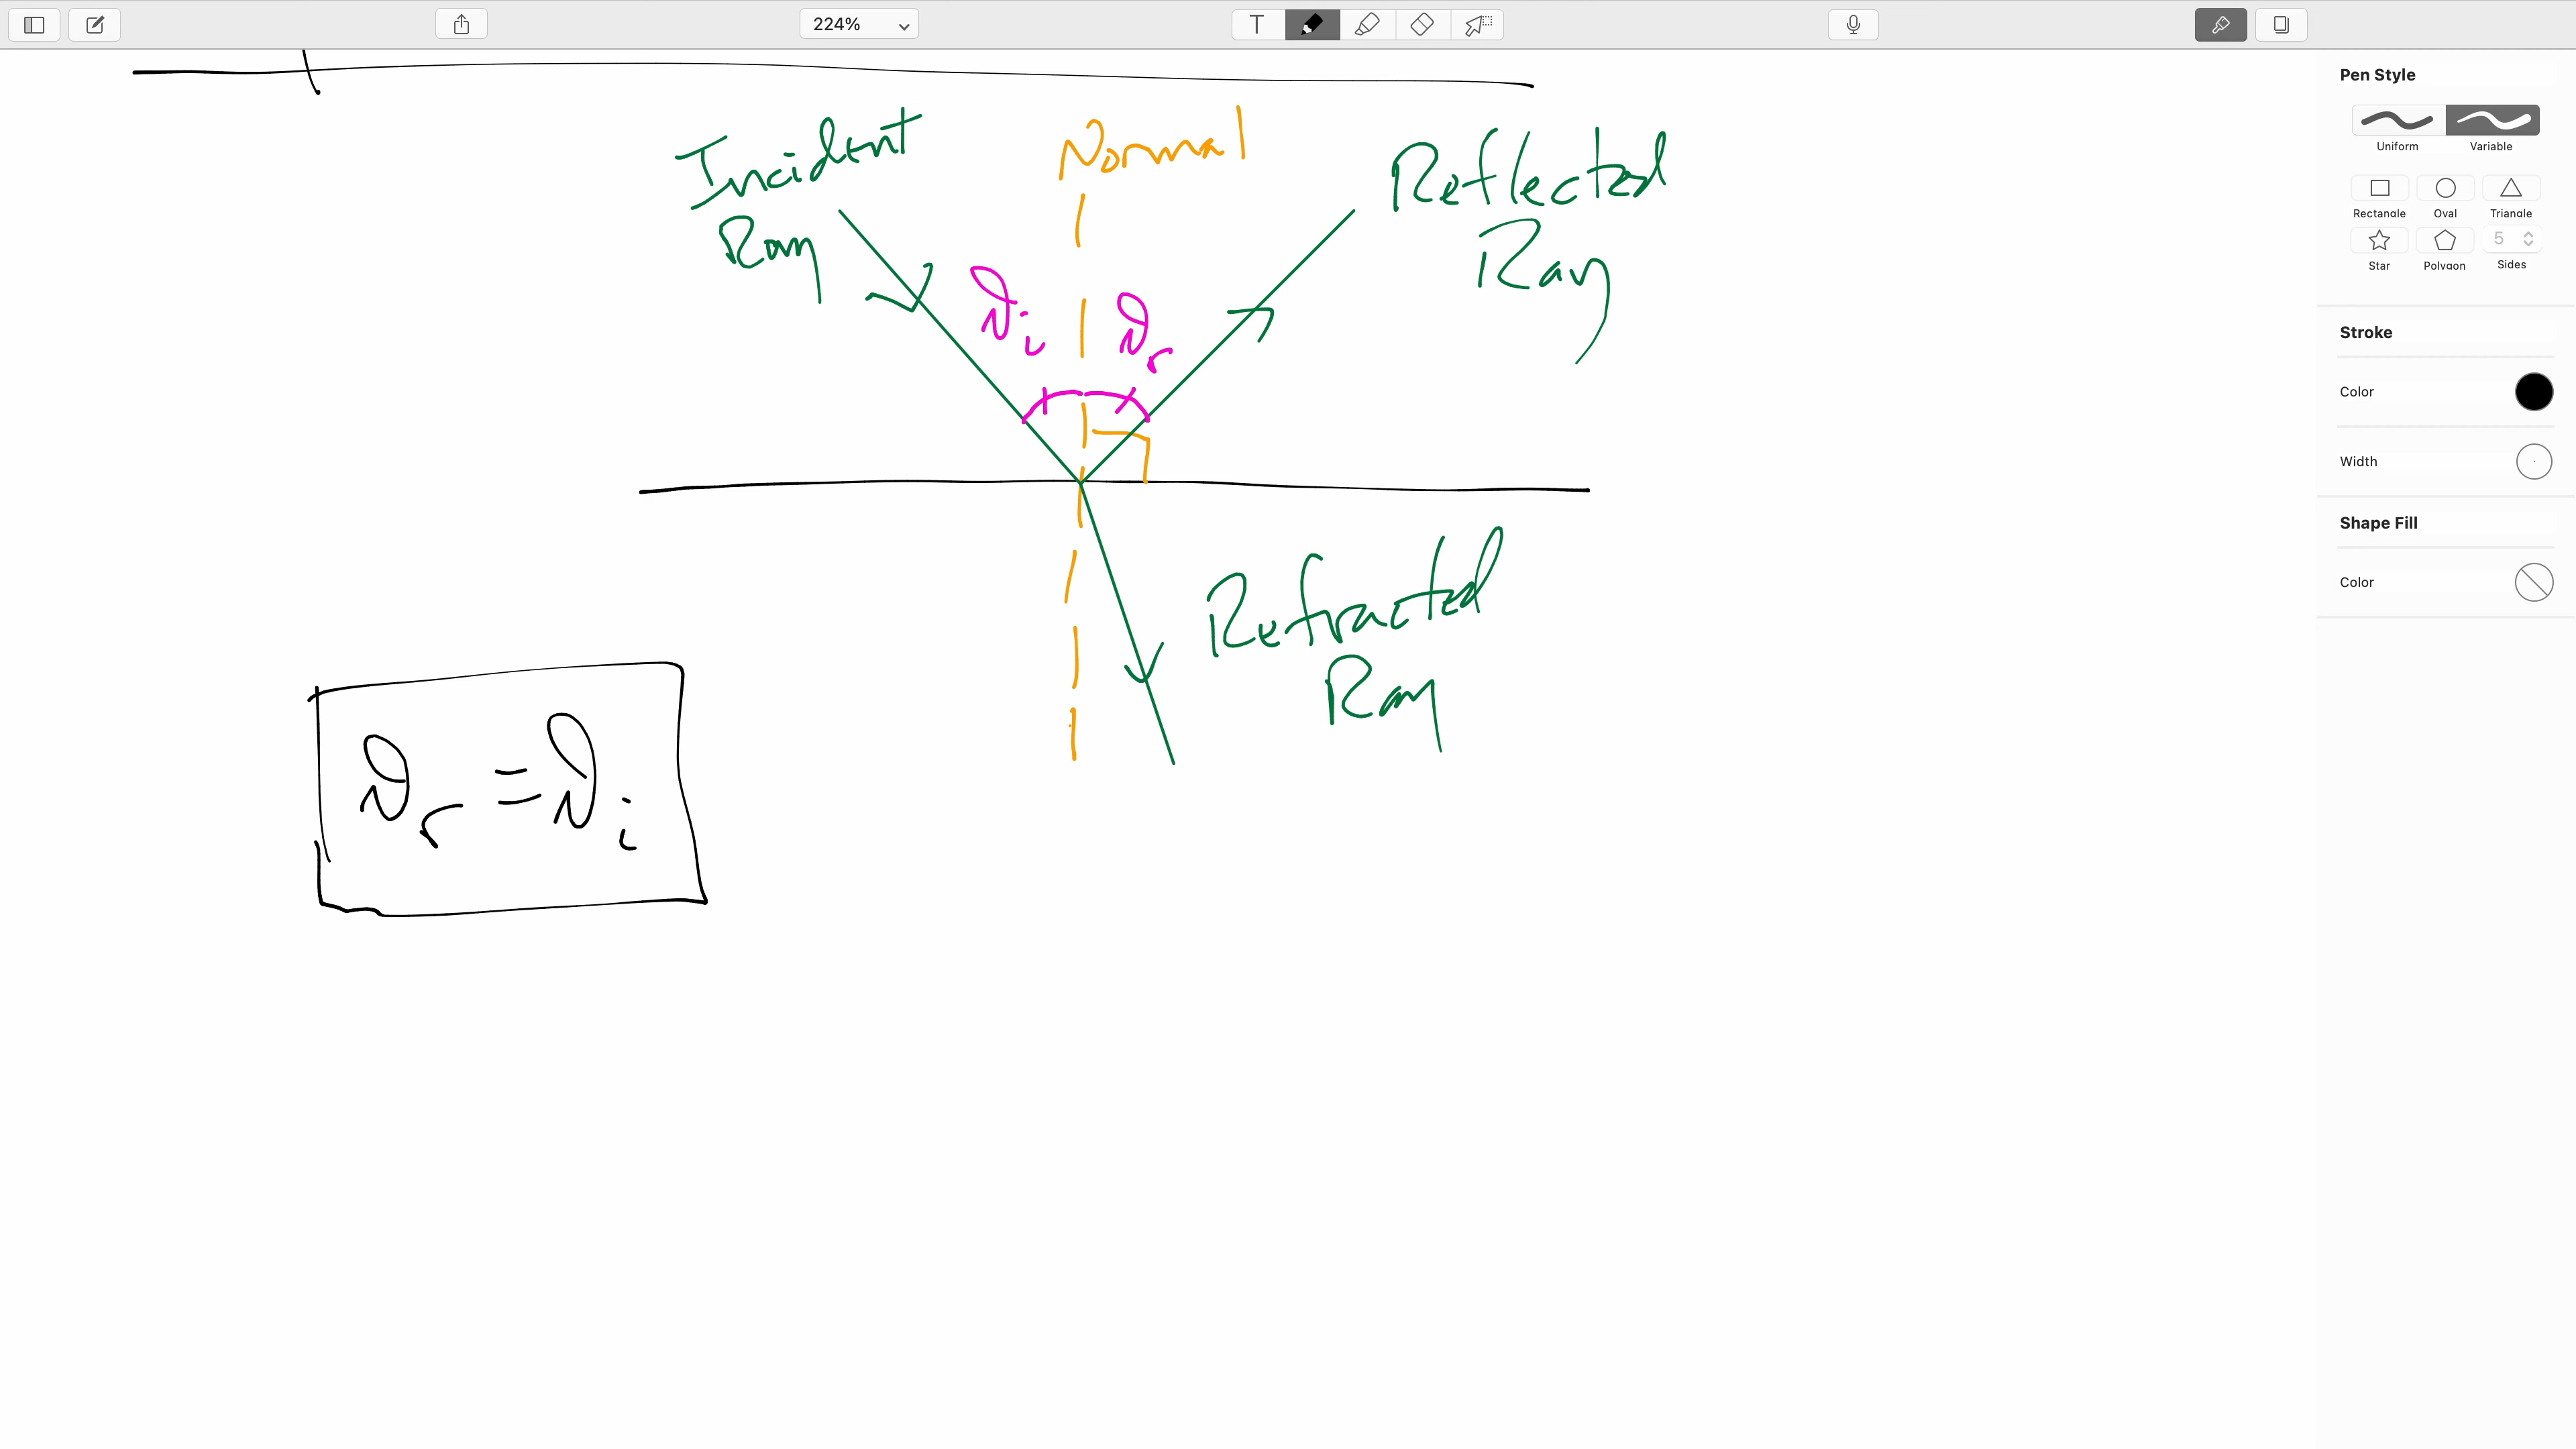 224%
T
Pen Style
Uniform
Variable
Rectangle
Oval
Triangle
Star
Polygon
5
Sides
Stroke
Color
Width
Shape Fill
Color
Incident
Ray
Normal
Reflected
Ray
ϑi
ϑr
Refracted
Ray
ϑr = ϑi